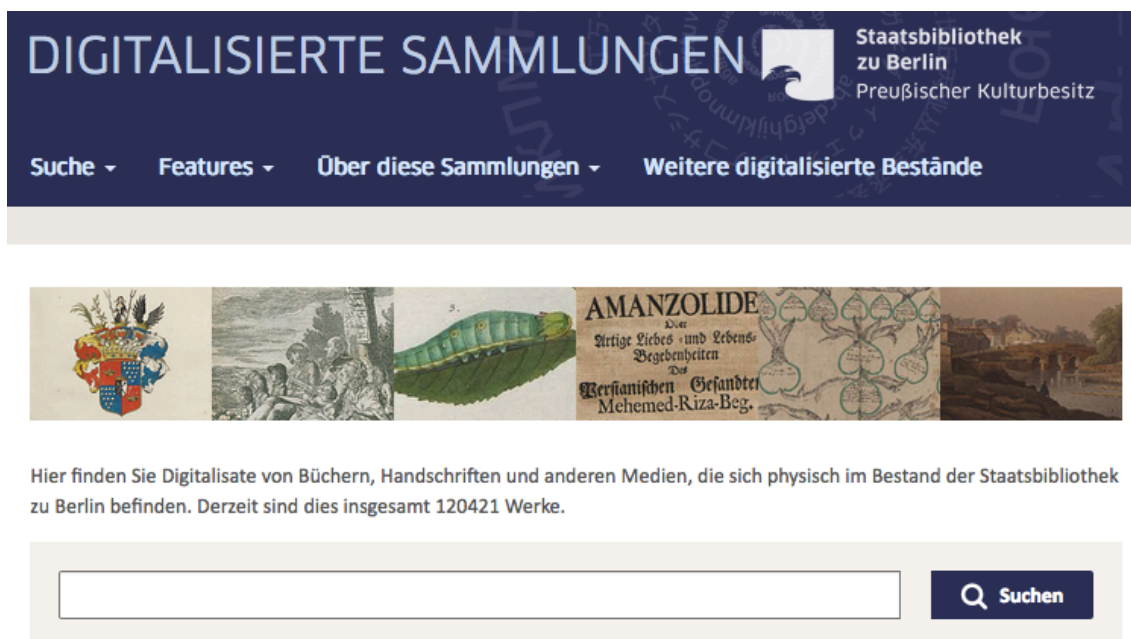 DIGITALISIERTE SAMMLUNGEN
Staatsbibliothek
zu Berlin
Preußischer Kulturbesitz
Suche
Features
Über diese Sammlungen
Weitere digitalisierte Bestände
3.
AMANZOLIDE
Oder
Artige Liebes- und Lebens-
Begebenheiten
Des
Persianischen Gesandten
Mehemed-Riza-Beg.
Hier finden Sie Digitalisate von Büchern, Handschriften und anderen Medien, die sich physisch im Bestand der Staatsbibliothek
zu Berlin befinden. Derzeit sind dies insgesamt 120421 Werke.
Suchen